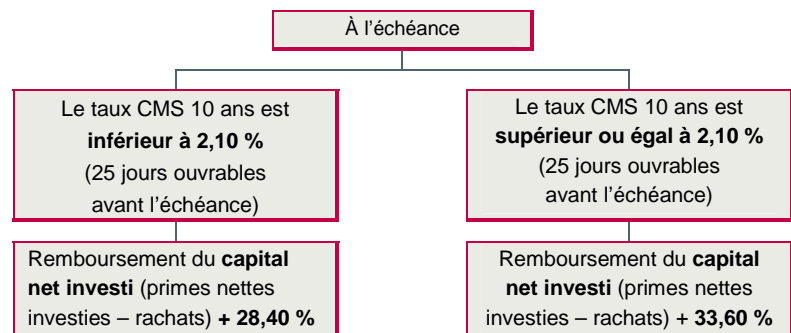 À l'échéance
Le taux CMS 10 ans est
inférieur à 2,10 %
(25 jours ouvrables
avant l'échéance)
Le taux CMS 10 ans est
supérieur ou égal à 2,10 %
(25 jours ouvrables
avant l'échéance)
Remboursement du capital
net investi (primes nettes
investies – rachats) + 28,40 %
Remboursement du capital
net investi (primes nettes
investies – rachats) + 33,60 %